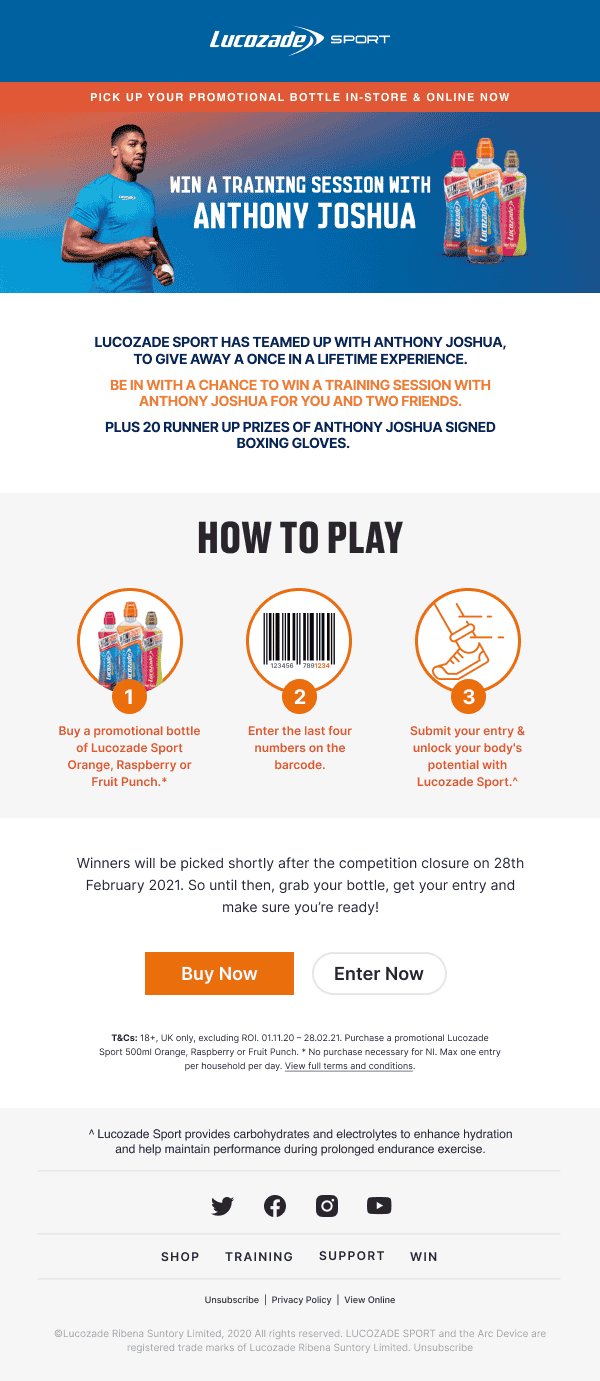 Lucozade SPORT
PICK UP YOUR PROMOTIONAL BOTTLE IN-STORE & ONLINE NOW
WIN A TRAINING SESSION WITH
ANTHONY JOSHUA
LUCOZADE SPORT HAS TEAMED UP WITH ANTHONY JOSHUA,
TO GIVE AWAY A ONCE IN A LIFETIME EXPERIENCE.
BE IN WITH A CHANCE TO WIN A TRAINING SESSION WITH
ANTHONY JOSHUA FOR YOU AND TWO FRIENDS.
PLUS 20 RUNNER UP PRIZES OF ANTHONY JOSHUA SIGNED
BOXING GLOVES.
HOW TO PLAY
123456 7891234
1
Buy a promotional bottle
of Lucozade Sport
Orange, Raspberry or
Fruit Punch.*
2
Enter the last four
numbers on the
barcode.
3
Submit your entry &
unlock your body's
potential with
Lucozade Sport.^
Winners will be picked shortly after the competition closure on 28th
February 2021. So until then, grab your bottle, get your entry and
make sure you're ready!
Buy Now
Enter Now
T&Cs: 18+, UK only, excluding ROI. 01.11.20 – 28.02.21. Purchase a promotional Lucozade
Sport 500ml Orange, Raspberry or Fruit Punch. * No purchase necessary for NI. Max one entry
per household per day. View full terms and conditions.
^ Lucozade Sport provides carbohydrates and electrolytes to enhance hydration
and help maintain performance during prolonged endurance exercise.
SHOP TRAINING SUPPORT WIN
Unsubscribe | Privacy Policy | View Online
©Lucozade Ribena Suntory Limited, 2020 All rights reserved. LUCOZADE SPORT and the Arc Device are
registered trade marks of Lucozade Ribena Suntory Limited. Unsubscribe